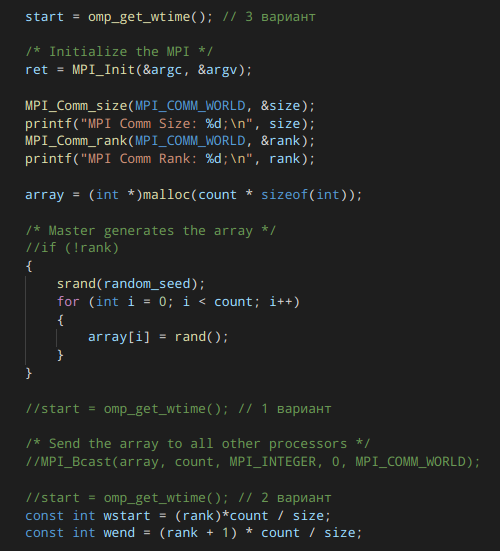 start = omp_get_wtime(); // 3 вариант
/* Initialize the MPI */
ret = MPI_Init(&argc, &argv);
MPI_Comm_size(MPI_COMM_WORLD, &size);
printf("MPI Comm Size: %d;\n", size);
MPI_Comm_rank(MPI_COMM_WORLD, &rank);
printf("MPI Comm Rank: %d;\n", rank);
array = (int *)malloc(count * sizeof(int));
/* Master generates the array */
//if (!rank)
{
srand(random_seed);
for (int i = 0; i < count; i++)
{
array[i] = rand();
}
}
//start = omp_get_wtime(); // 1 вариант
/* Send the array to all other processors */
//MPI_Bcast(array, count, MPI_INTEGER, 0, MPI_COMM_WORLD);
//start = omp_get_wtime(); // 2 вариант
const int wstart = (rank)*count / size;
const int wend = (rank + 1) * count / size;